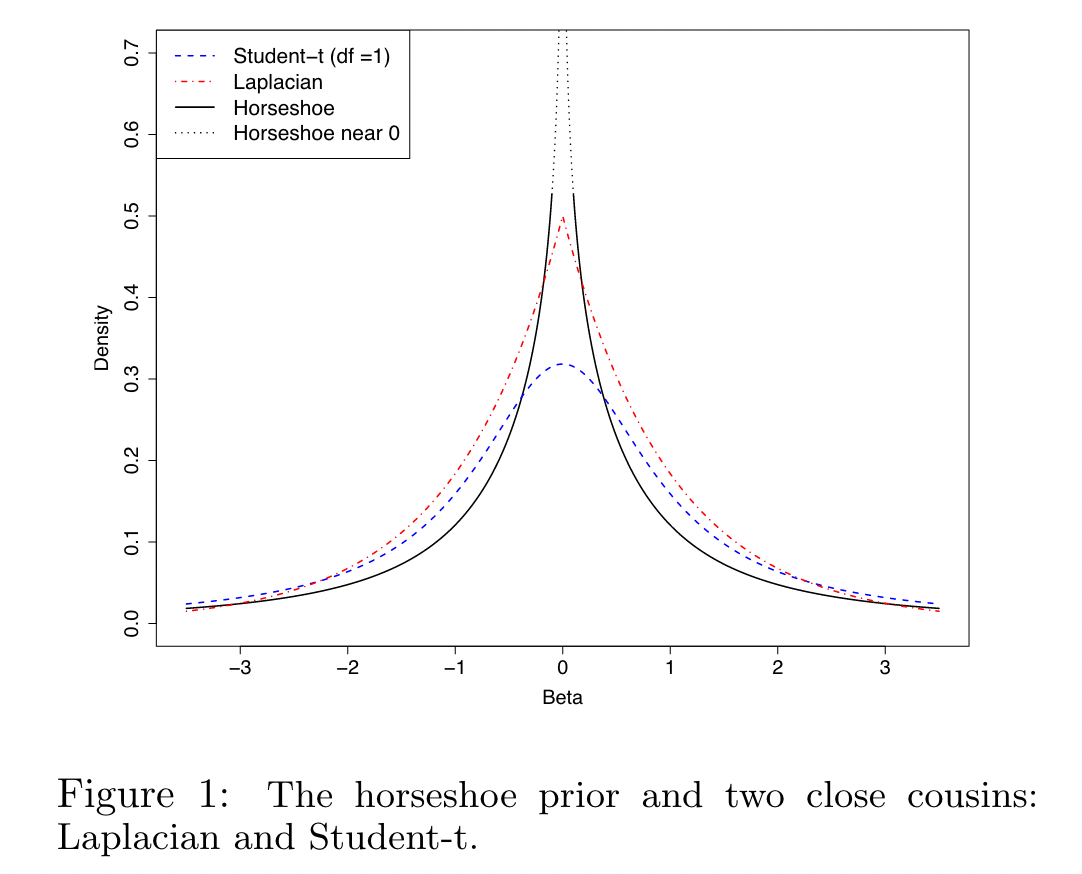 Student−t (df =1)
Laplacian
Horseshoe
Horseshoe near 0
0.7
0.6
0.5
0.4
0.3
0.2
0.1
0.0
Density
−3 −2 −1 0 1 2 3
Beta
Figure 1: The horseshoe prior and two close cousins:
Laplacian and Student-t.